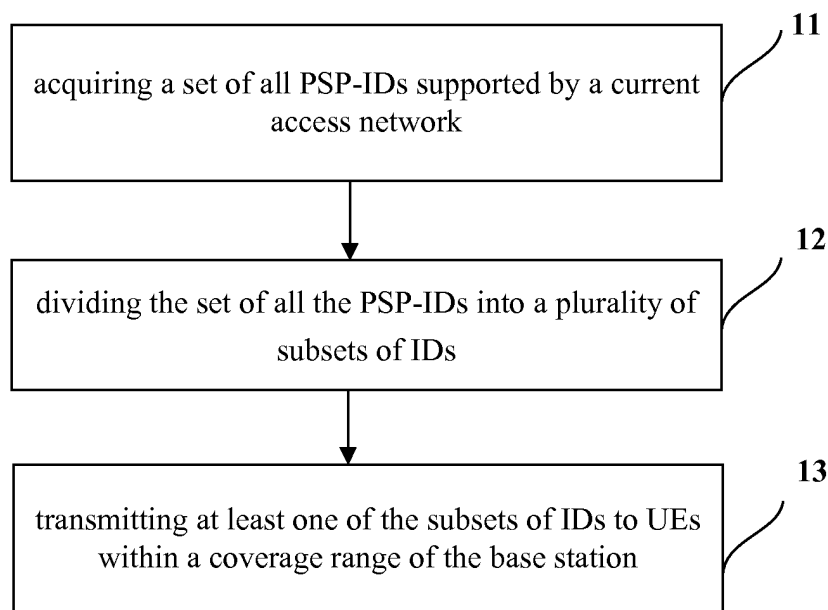 11
acquiring a set of all PSP-IDs supported by a current
access network
12
dividing the set of all the PSP-IDs into a plurality of
subsets of IDs
13
transmitting at least one of the subsets of IDs to UEs
within a coverage range of the base station